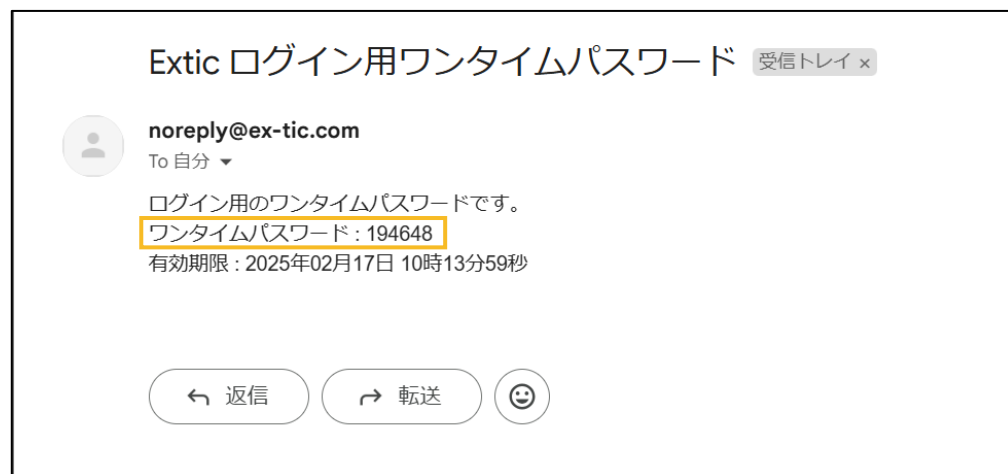 Extic ログイン用ワンタイムパスワード 受信トレイ ×
noreply@ex-tic.com
To 自分
ログイン用のワンタイムパスワードです。
ワンタイムパスワード : 194648
有効期限 : 2025年02月17日 10時13分59秒
返信 転送